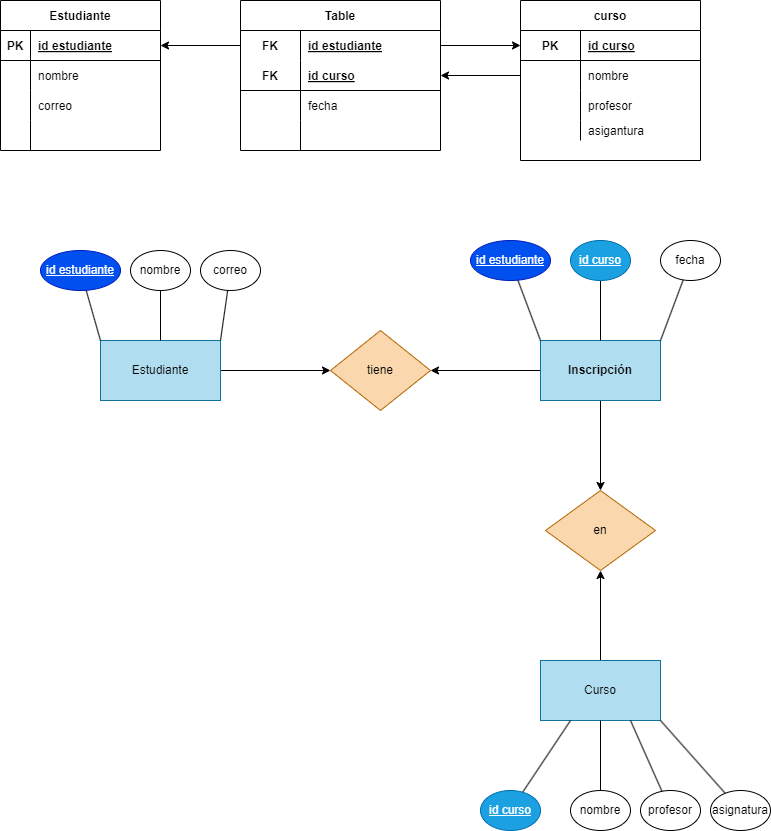 Estudiante
Table
curso
PK
id estudiante
FK
id estudiante
PK
id curso
nombre
FK
id curso
nombre
correo
fecha
profesor
asigantura
id estudiante
nombre
correo
id estudiante
id curso
fecha
Estudiante
tiene
Inscripción
en
Curso
id curso
nombre
profesor
asignatura